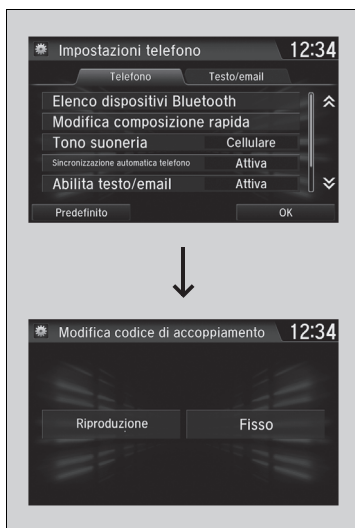 Impostazioni telefono 12:34
Telefono Testo/email
Elenco dispositivi Bluetooth
Modifica composizione rapida
Tono suoneria Cellulare
Sincronizzazione automatica telefono Attiva
Abilita testo/email Attiva
Predefinito OK
Modifica codice di accoppiamento 12:34
Riproduzione Fisso